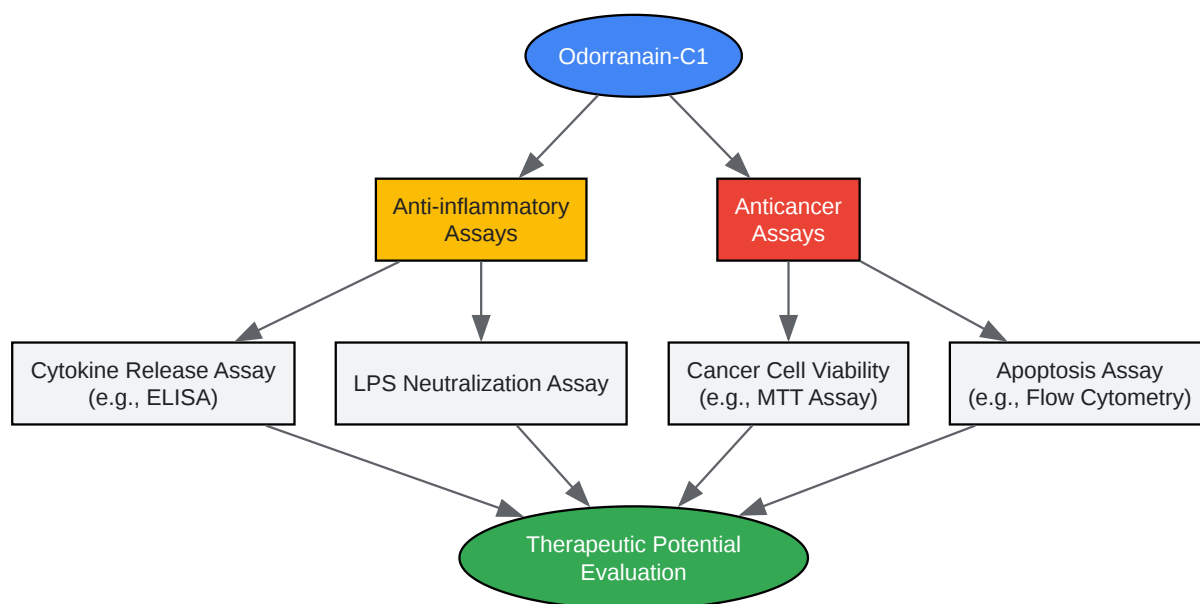 Odorranain-C1
Anti-inflammatory
Assays
Anticancer
Assays
Cytokine Release Assay
(e.g., ELISA)
LPS Neutralization Assay
Cancer Cell Viability
(e.g., MTT Assay)
Apoptosis Assay
(e.g., Flow Cytometry)
Therapeutic Potential
Evaluation